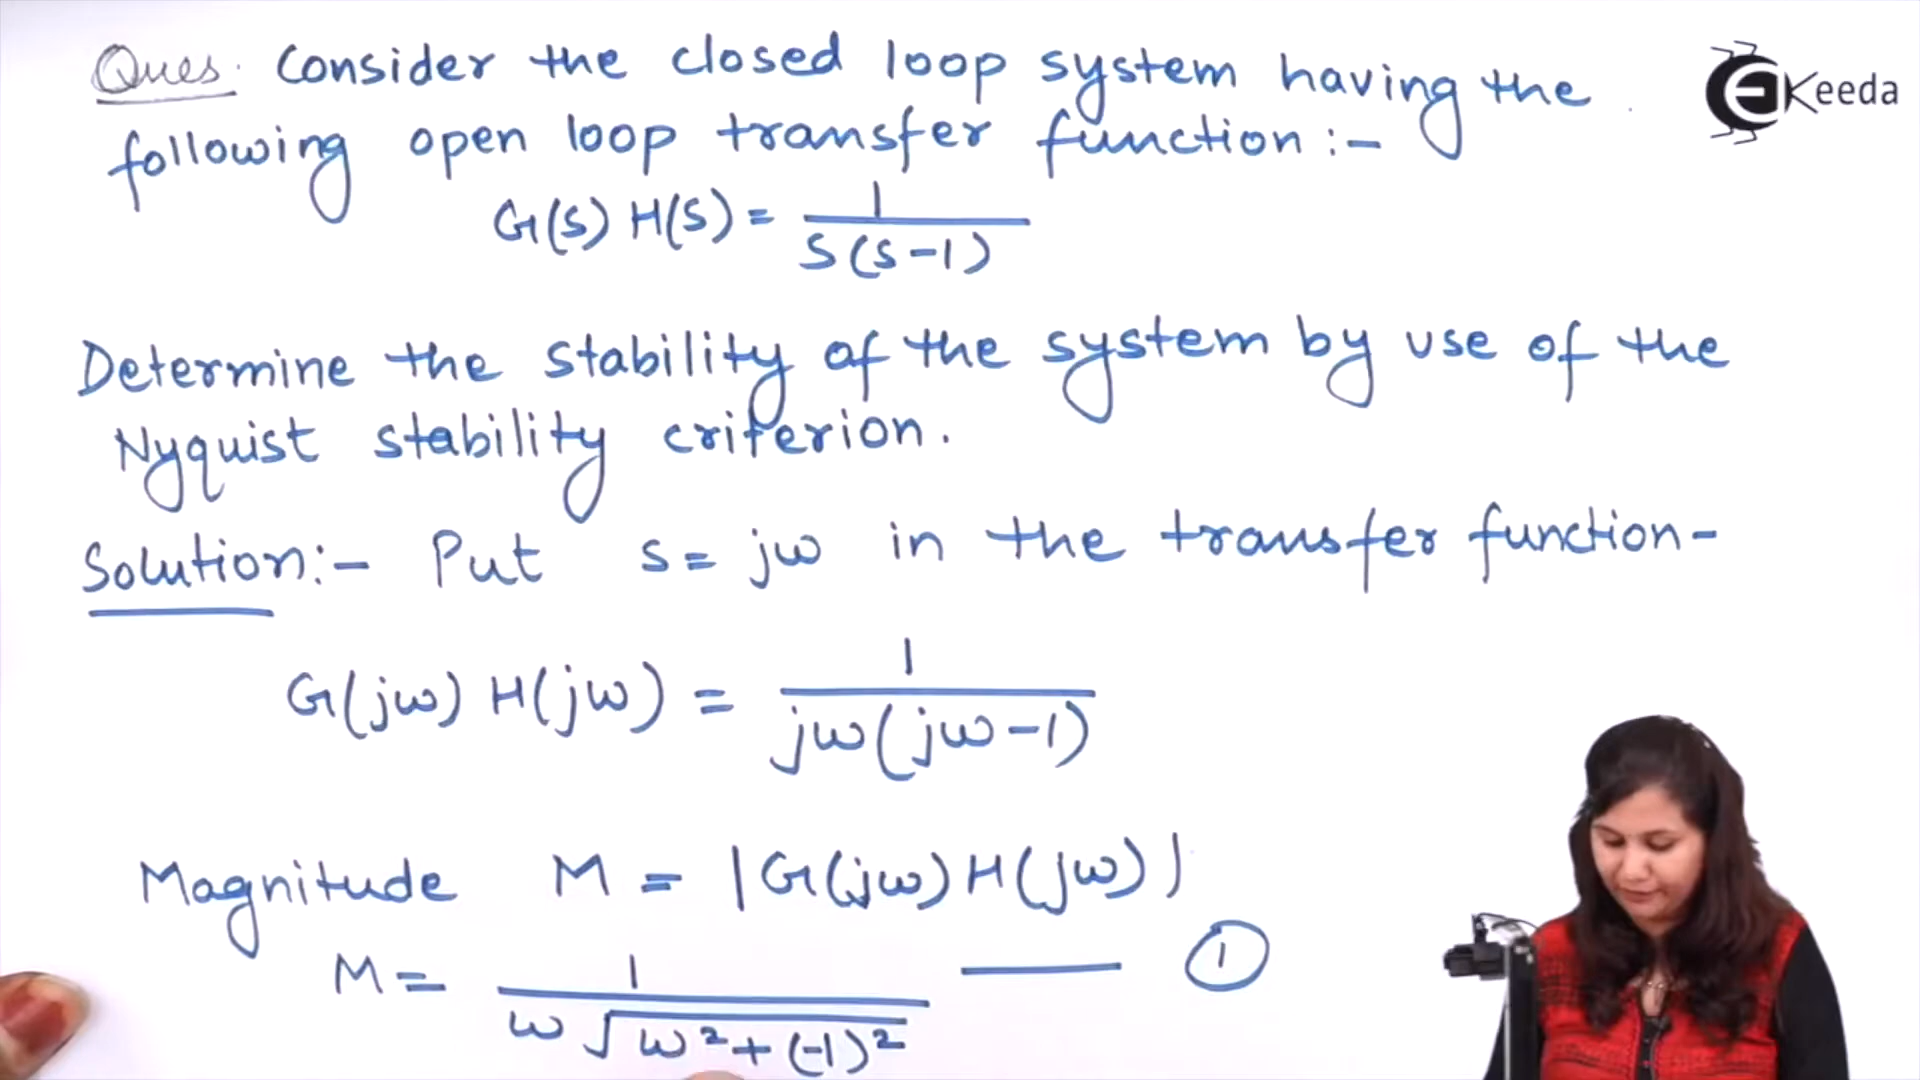 Ques. Consider the closed loop system having the
following open loop transfer function :-
G(s) H(s) = 1 / s(s-1)
Determine the stability of the system by use of the
Nyquist stability criterion.
Solution:- Put s = jω in the transfer function-
G(jω) H(jω) = 1 / jω(jω-1)
Magnitude M = |G(jω) H(jω)|
M = 1 / ω√ω²+(-1)² —— ①
EKeeda